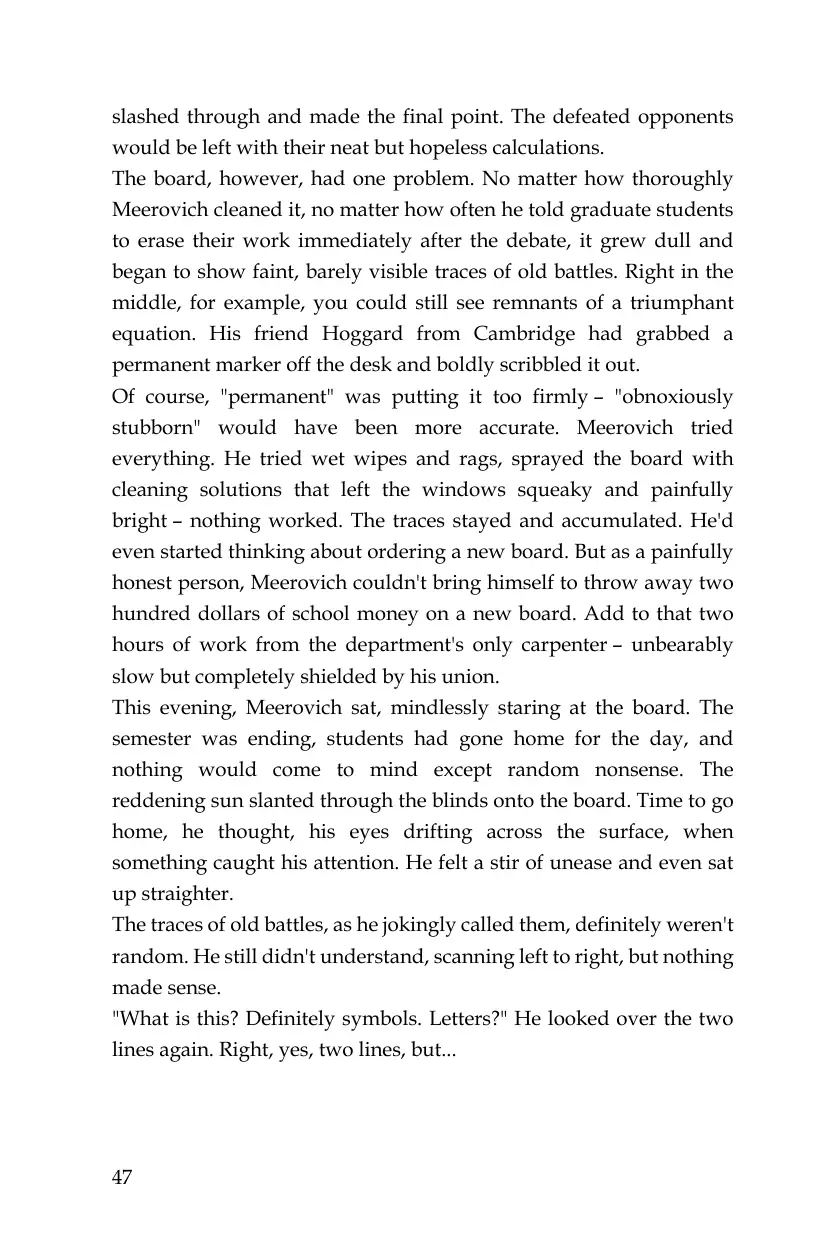 slashed through and made the final point. The defeated opponents
would be left with their neat but hopeless calculations.
The board, however, had one problem. No matter how thoroughly
Meerovich cleaned it, no matter how often he told graduate students
to erase their work immediately after the debate, it grew dull and
began to show faint, barely visible traces of old battles. Right in the
middle, for example, you could still see remnants of a triumphant
equation. His friend Hoggard from Cambridge had grabbed a
permanent marker off the desk and boldly scribbled it out.
Of course, "permanent" was putting it too firmly – "obnoxiously
stubborn" would have been more accurate. Meerovich tried
everything. He tried wet wipes and rags, sprayed the board with
cleaning solutions that left the windows squeaky and painfully
bright – nothing worked. The traces stayed and accumulated. He'd
even started thinking about ordering a new board. But as a painfully
honest person, Meerovich couldn't bring himself to throw away two
hundred dollars of school money on a new board. Add to that two
hours of work from the department's only carpenter – unbearably
slow but completely shielded by his union.
This evening, Meerovich sat, mindlessly staring at the board. The
semester was ending, students had gone home for the day, and
nothing would come to mind except random nonsense. The
reddening sun slanted through the blinds onto the board. Time to go
home, he thought, his eyes drifting across the surface, when
something caught his attention. He felt a stir of unease and even sat
up straighter.
The traces of old battles, as he jokingly called them, definitely weren't
random. He still didn't understand, scanning left to right, but nothing
made sense.
"What is this? Definitely symbols. Letters?" He looked over the two
lines again. Right, yes, two lines, but...
47